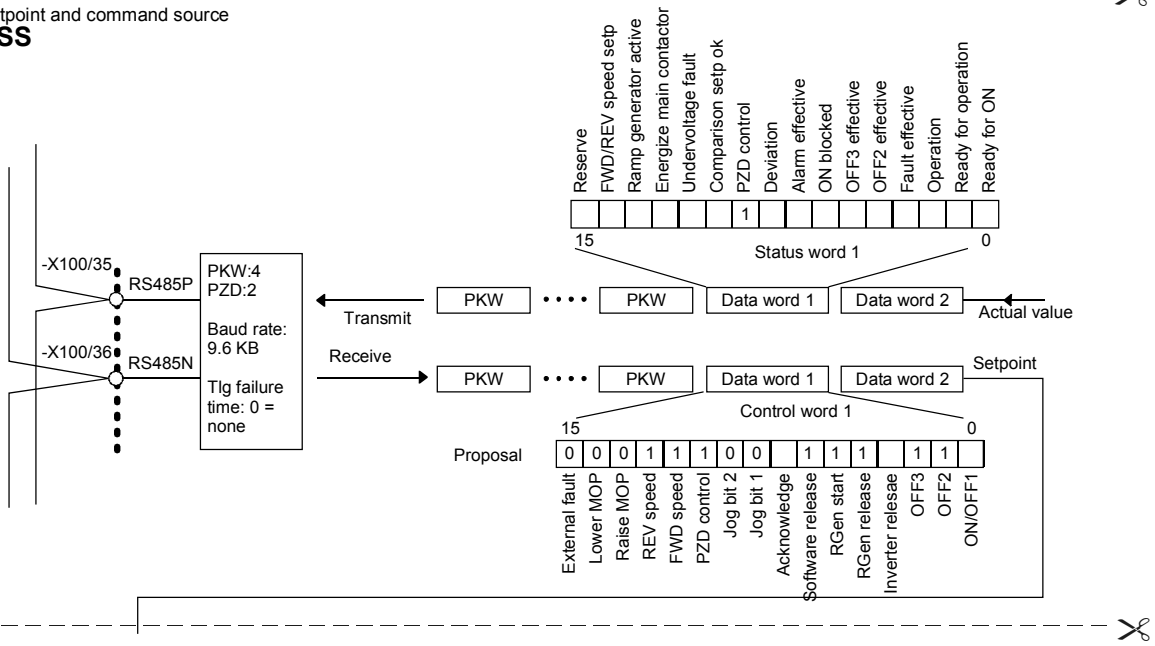 tpoint and command source
SS
Reserve
FWD/REV speed setp
Ramp generator active
Energize main contactor
Undervoltage fault
Comparison setp ok
PZD control
Deviation
Alarm effective
ON blocked
OFF3 effective
OFF2 effective
Fault effective
Operation
Ready for operation
Ready for ON
1
15
0
Status word 1
-X100/35
RS485P
PKW:4
PZD:2
Baud rate:
9.6 KB
Tlg failure
time: 0 =
none
-X100/36
RS485N
Transmit
PKW
PKW
Data word 1
Data word 2
Actual value
Receive
PKW
PKW
Data word 1
Data word 2
Setpoint
Control word 1
15
0
Proposal
0 0 0 1 1 1 0 0 1 1 1 1 1
External fault
Lower MOP
Raise MOP
REV speed
FWD speed
PZD control
Jog bit 2
Jog bit 1
Acknowledge
Software release
RGen start
RGen release
Inverter relesae
OFF3
OFF2
ON/OFF1